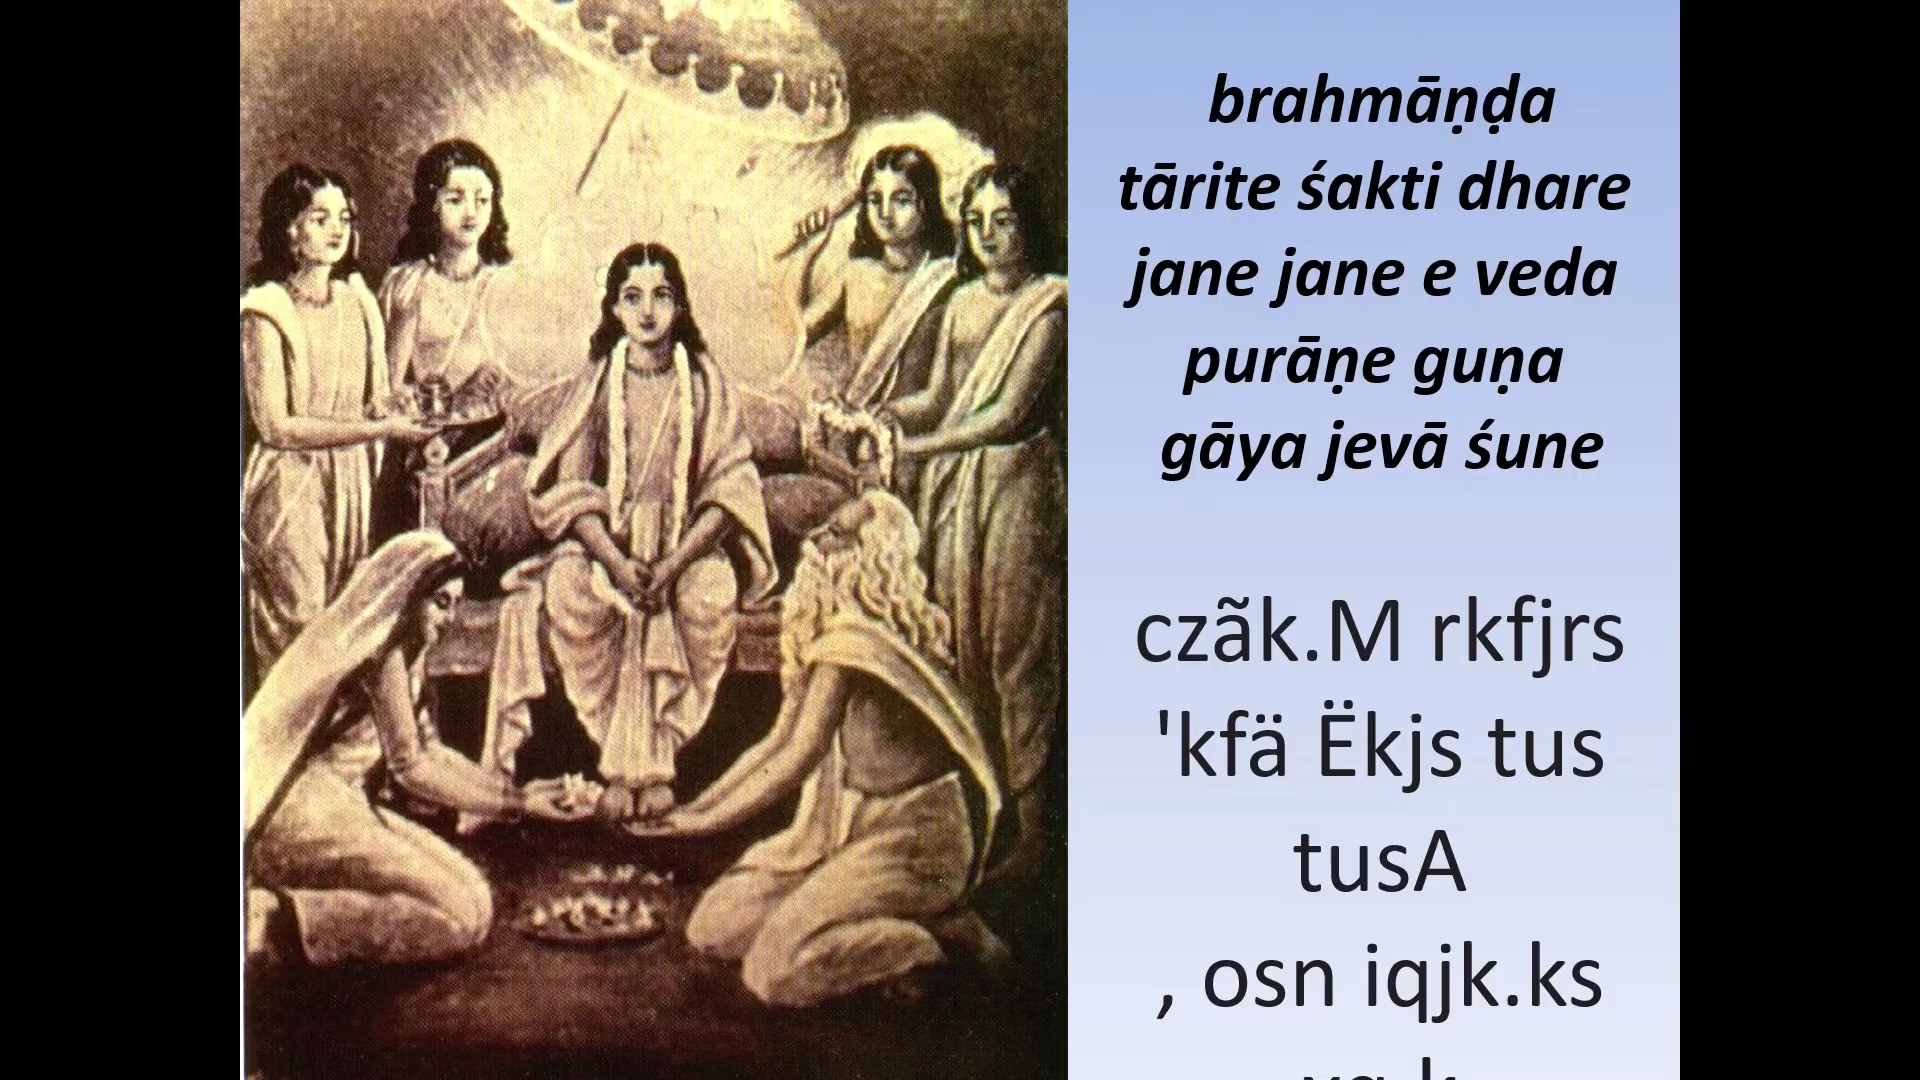 brahmāṇḍa
tārite śakti dhare
jane jane e veda
purāṇe guṇa
gāya jevā śune
czãk.M rkfjrs
'kfä Ëkjs tus
tusA
, osn iqjk.ks